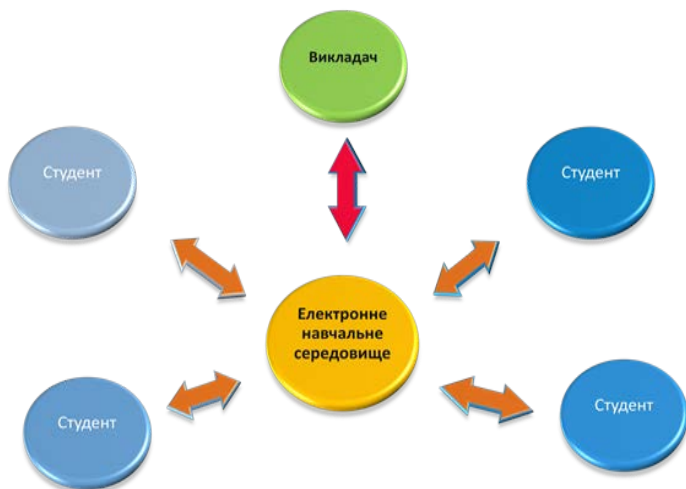 Викладач
Студент
Студент
Електронне
навчальне
середовище
Студент
Студент